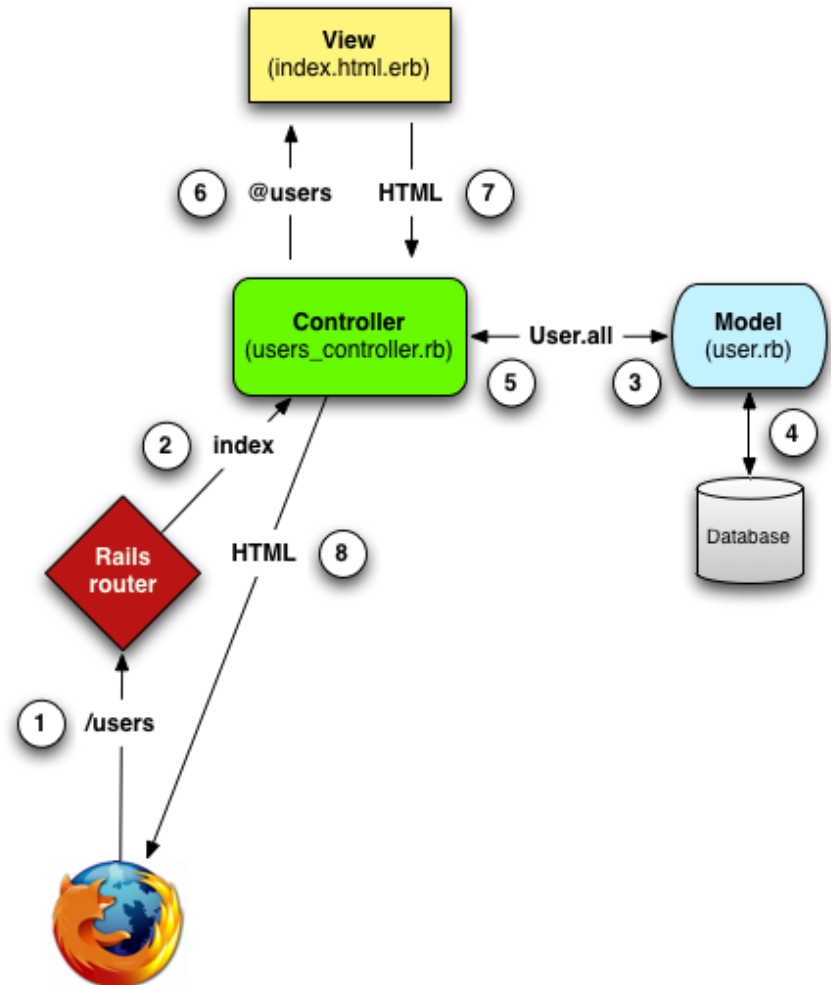 View
(index.html.erb)
6 @users HTML 7
Controller
(users_controller.rb)
User.all
Model
(user.rb)
5
3
4
2 index
Database
Rails
router
HTML 8
1 /users